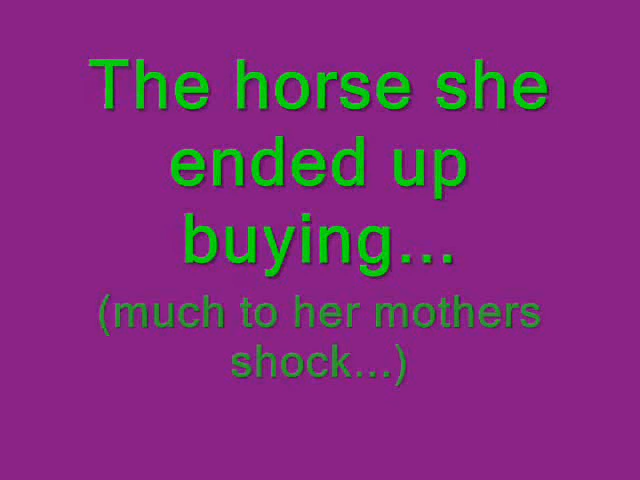 The horse she
ended up
buying...
(much to her mothers
shock...)